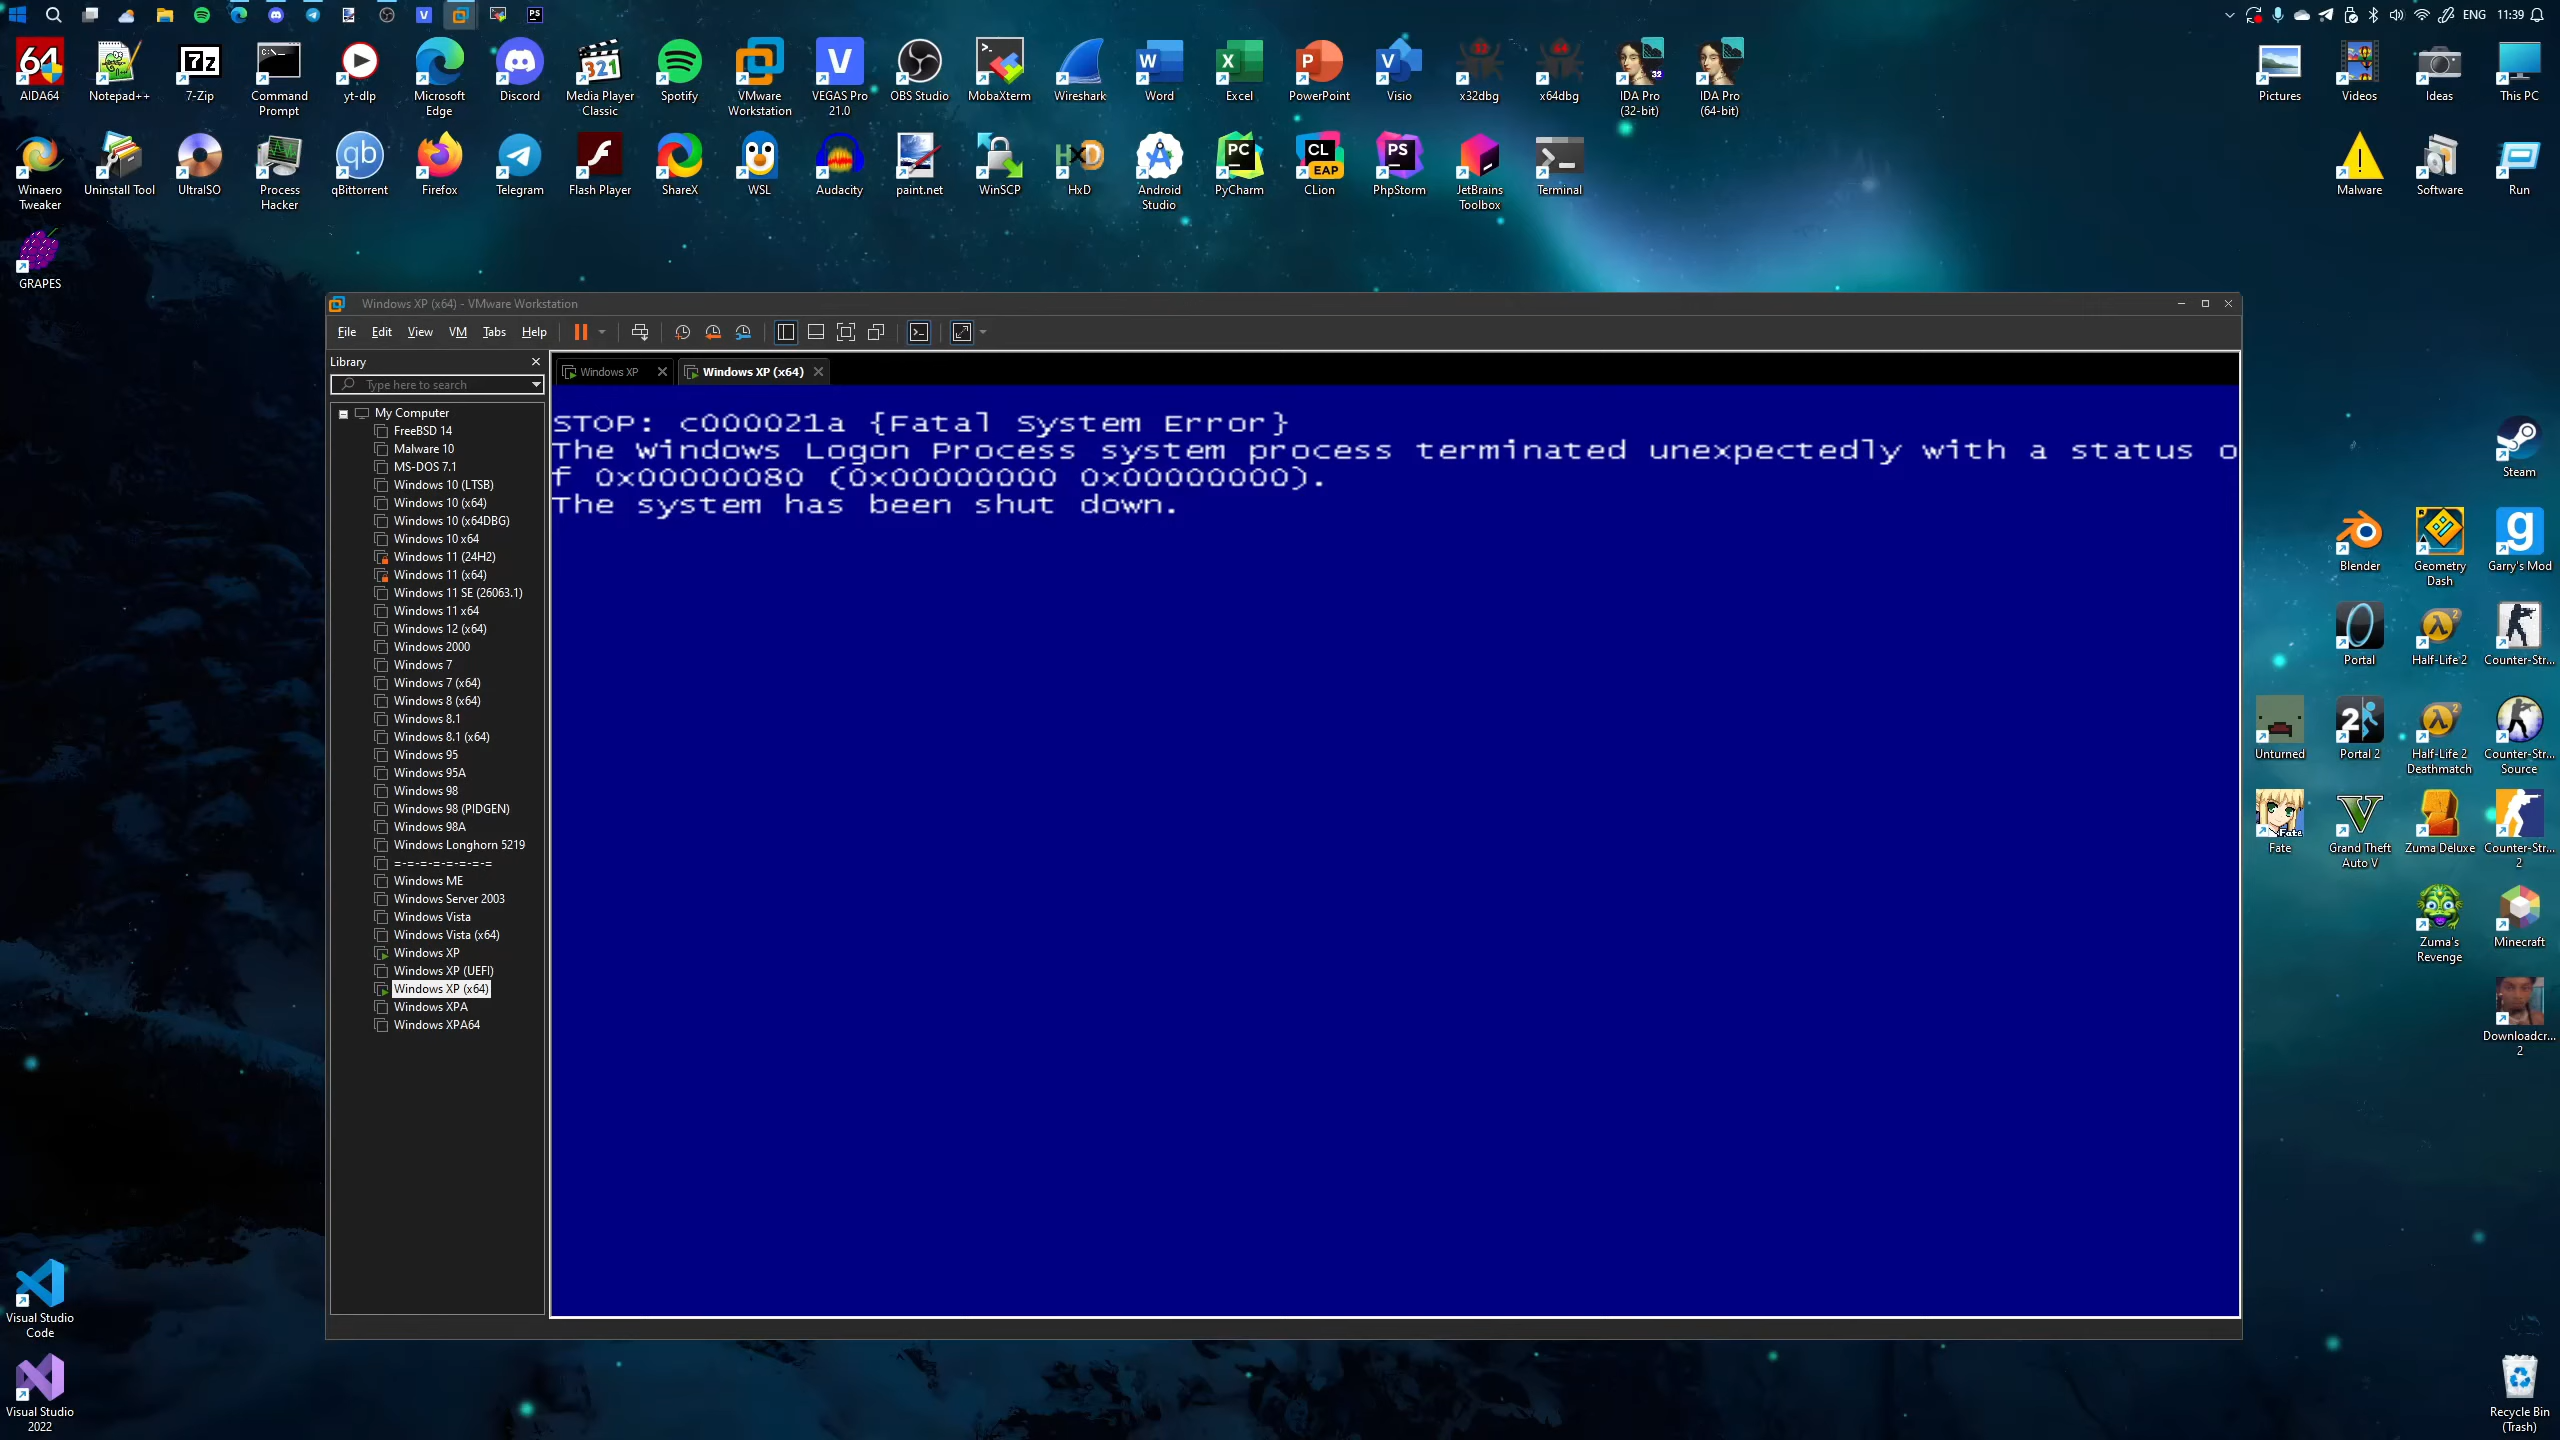 ENG 11:39
AIDA64
Notepad++
7-Zip
Command
Prompt
yt-dlp
Microsoft
Edge
Discord
Media Player
Classic
Spotify
VMware
Workstation
VEGAS Pro
21.0
OBS Studio
MobaXterm
Wireshark
Word
Excel
PowerPoint
Visio
x32dbg
x64dbg
IDA Pro
(32-bit)
IDA Pro
(64-bit)
Pictures
Videos
Ideas
This PC
Winaero
Tweaker
Uninstall Tool
UltraISO
Process
Hacker
qBittorrent
Firefox
Telegram
Flash Player
ShareX
WSL
Audacity
paint.net
WinSCP
HxD
Android
Studio
PyCharm
CLion
PhpStorm
JetBrains
Toolbox
Terminal
Malware
Software
Run
GRAPES
Windows XP (x64) - VMware Workstation
File Edit View VM Tabs Help
Library
Type here to search
Windows XP
Windows XP (x64)
My Computer
FreeBSD 14
Malware 10
MS-DOS 7.1
Windows 10 (LTSB)
Windows 10 (x64)
Windows 10 (x64DBG)
Windows 10 x64
Windows 11 (24H2)
Windows 11 (x64)
Windows 11 SE (26063.1)
Windows 11 x64
Windows 12 (x64)
Windows 2000
Windows 7
Windows 7 (x64)
Windows 8 (x64)
Windows 8.1
Windows 8.1 (x64)
Windows 95
Windows 95A
Windows 98
Windows 98 (PIDGEN)
Windows 98A
Windows Longhorn 5219
=-=-=-=-=-=-=-=
Windows ME
Windows Server 2003
Windows Vista
Windows Vista (x64)
Windows XP
Windows XP (UEFI)
Windows XP (x64)
Windows XPA
Windows XPA64
STOP: c000021a {Fatal System Error}
The Windows Logon Process system process terminated unexpectedly with a status o
f 0x00000080 (0x00000000 0x00000000).
The system has been shut down.
Steam
Blender
Geometry
Dash
Garry's Mod
Portal
Half-Life 2
Counter-Str...
Unturned
Portal 2
Half-Life 2
Deathmatch
Counter-Str...
Source
Fate
Grand Theft
Auto V
Zuma Deluxe
Counter-Str...
2
Zuma's
Revenge
Minecraft
Downloadcr...
2
Visual Studio
Code
Visual Studio
2022
Recycle Bin
(Trash)